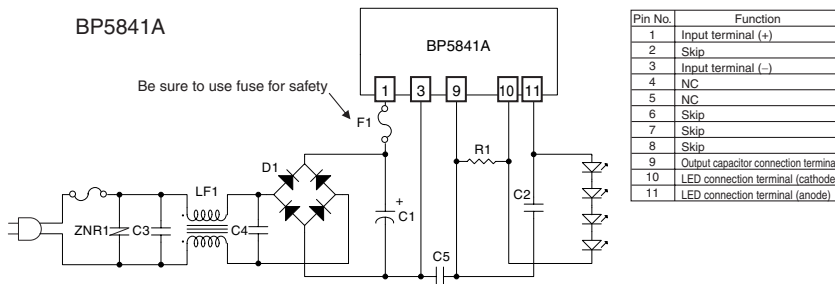 BP5841A
BP5841A
1 3 9 10 11
Be sure to use fuse for safety
F1
R1
D1
LF1
+
C1
C2
ZNR1
C3
C4
C5
Pin No. Function
1 Input terminal (+)
2 Skip
3 Input terminal (−)
4 NC
5 NC
6 Skip
7 Skip
8 Skip
9 Output capacitor connection terminal
10 LED connection terminal (cathode)
11 LED connection terminal (anode)